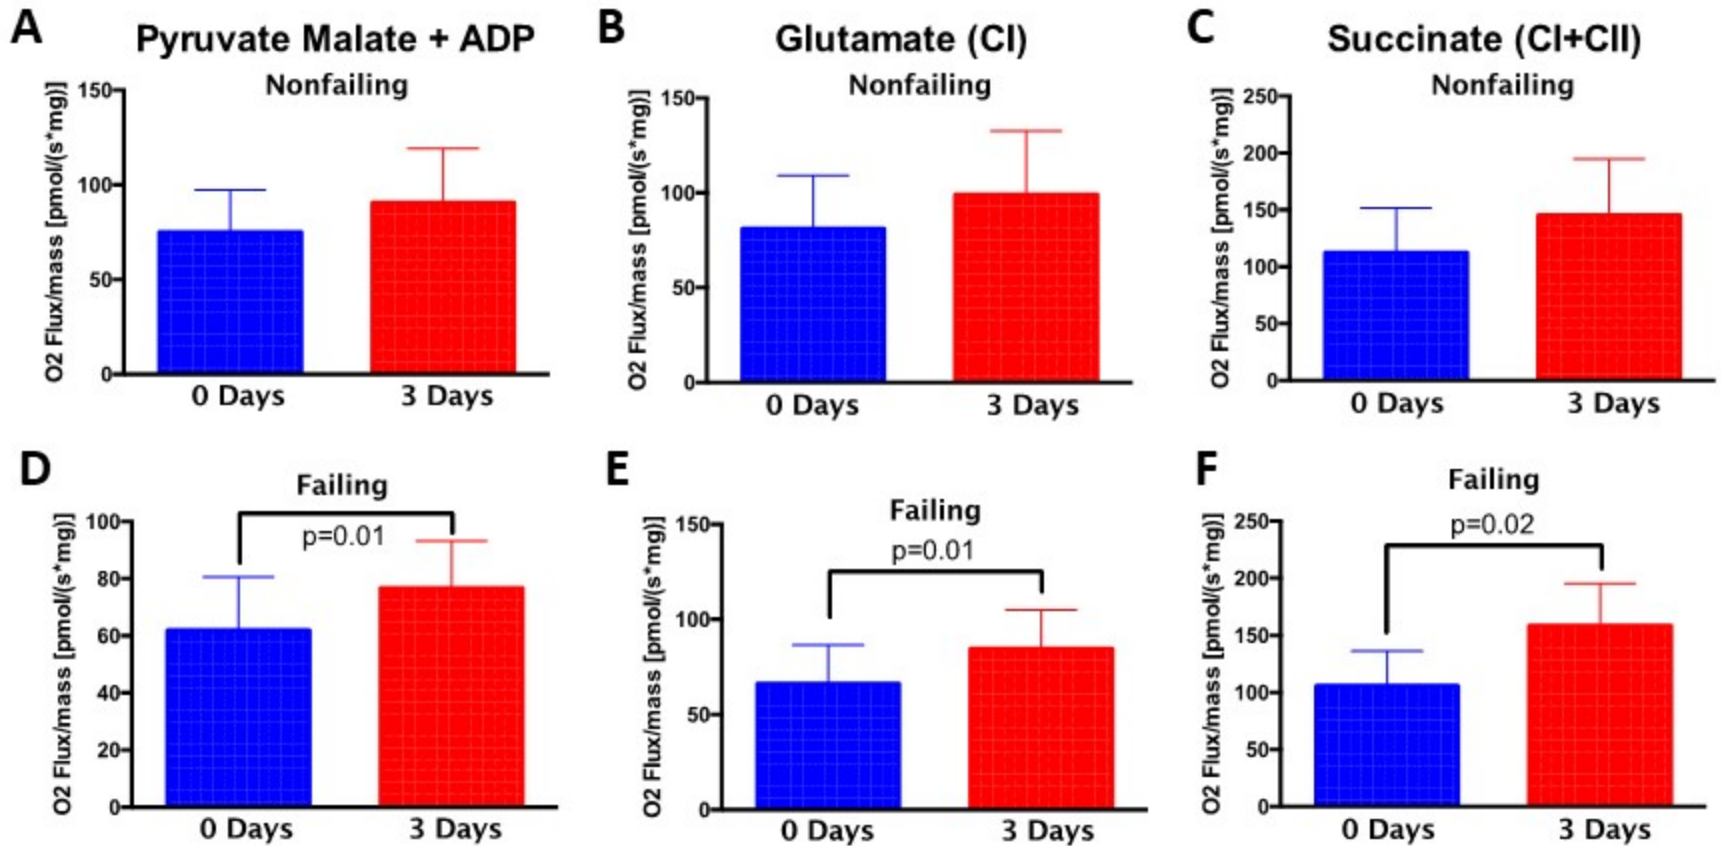 A
Pyruvate Malate + ADP
Nonfailing
O2 Flux/mass [pmol/(s*mg)]
150
100
50
0
0 Days
3 Days
B
Glutamate (CI)
Nonfailing
O2 Flux/mass [pmol/(s*mg)]
150
100
50
0
0 Days
3 Days
C
Succinate (CI+CII)
Nonfailing
O2 Flux/mass [pmol/(s*mg)]
250
200
150
100
50
0
0 Days
3 Days
D
Failing
p=0.01
O2 Flux/mass [pmol/(s*mg)]
100
80
60
40
20
0
0 Days
3 Days
E
Failing
p=0.01
O2 Flux/mass [pmol/(s*mg)]
150
100
50
0
0 Days
3 Days
F
Failing
p=0.02
O2 Flux/mass [pmol/(s*mg)]
250
200
150
100
50
0
0 Days
3 Days